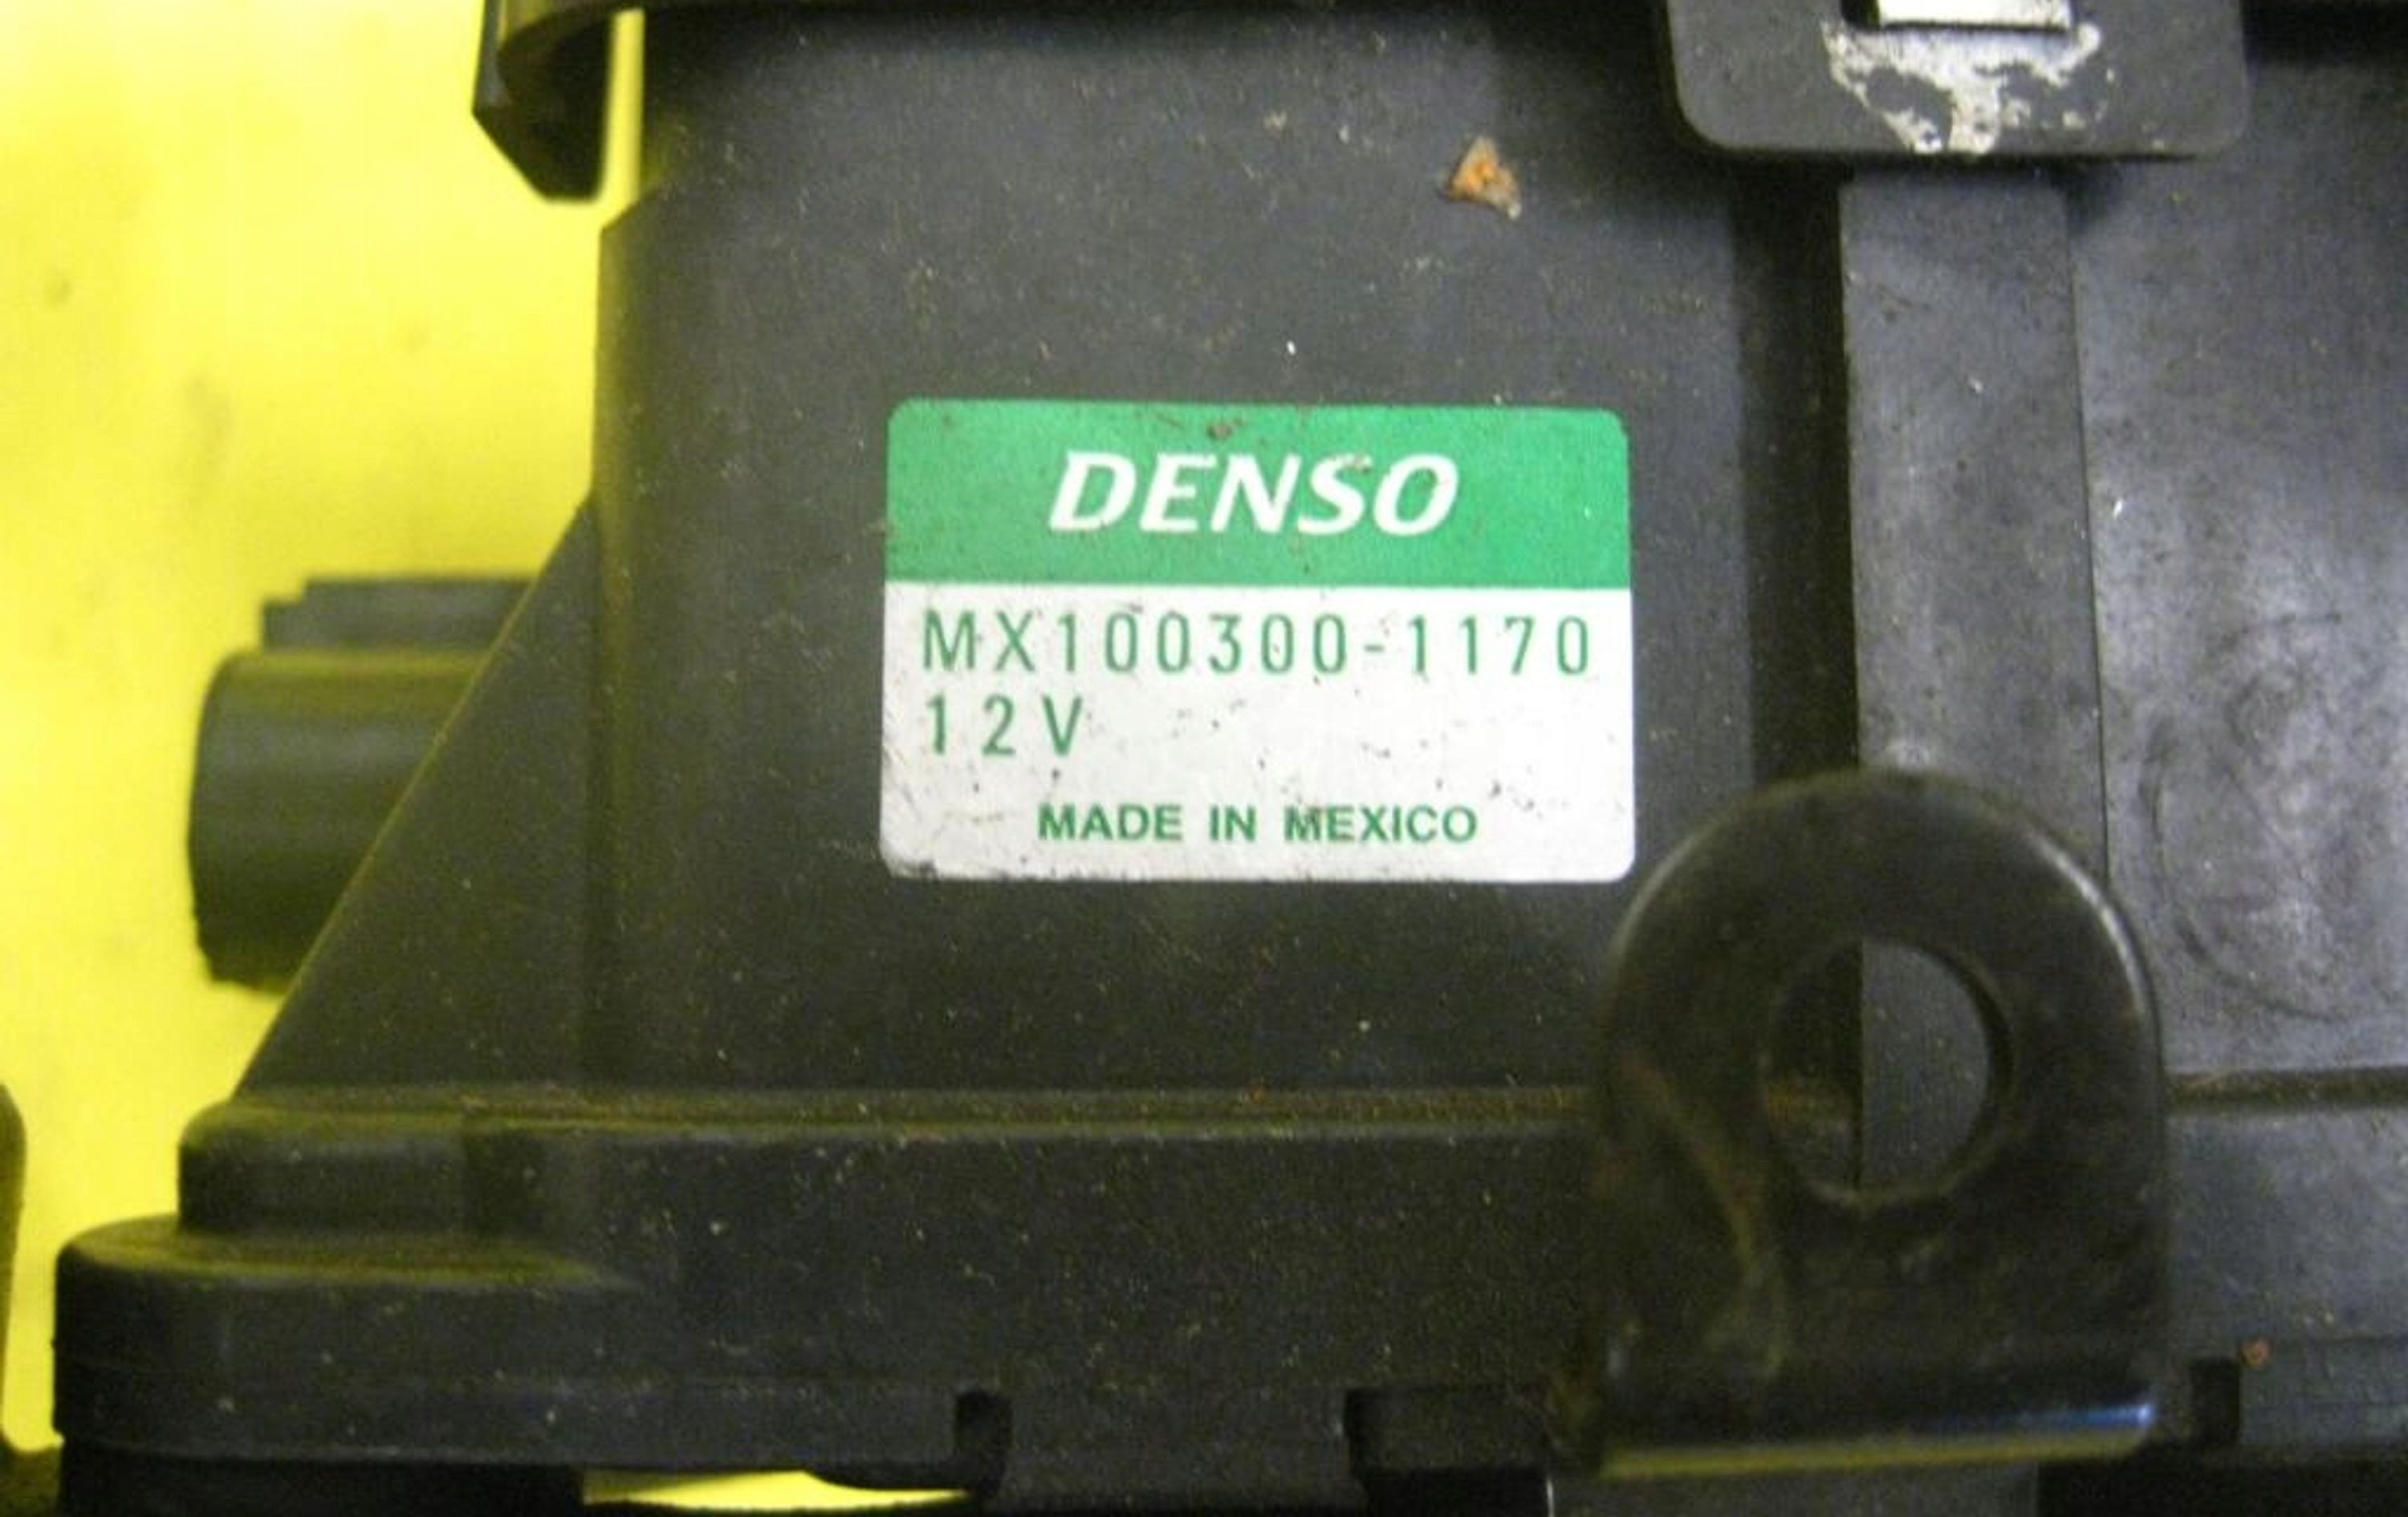 DENSO
MX100300-1170
12V
MADE IN MEXICO